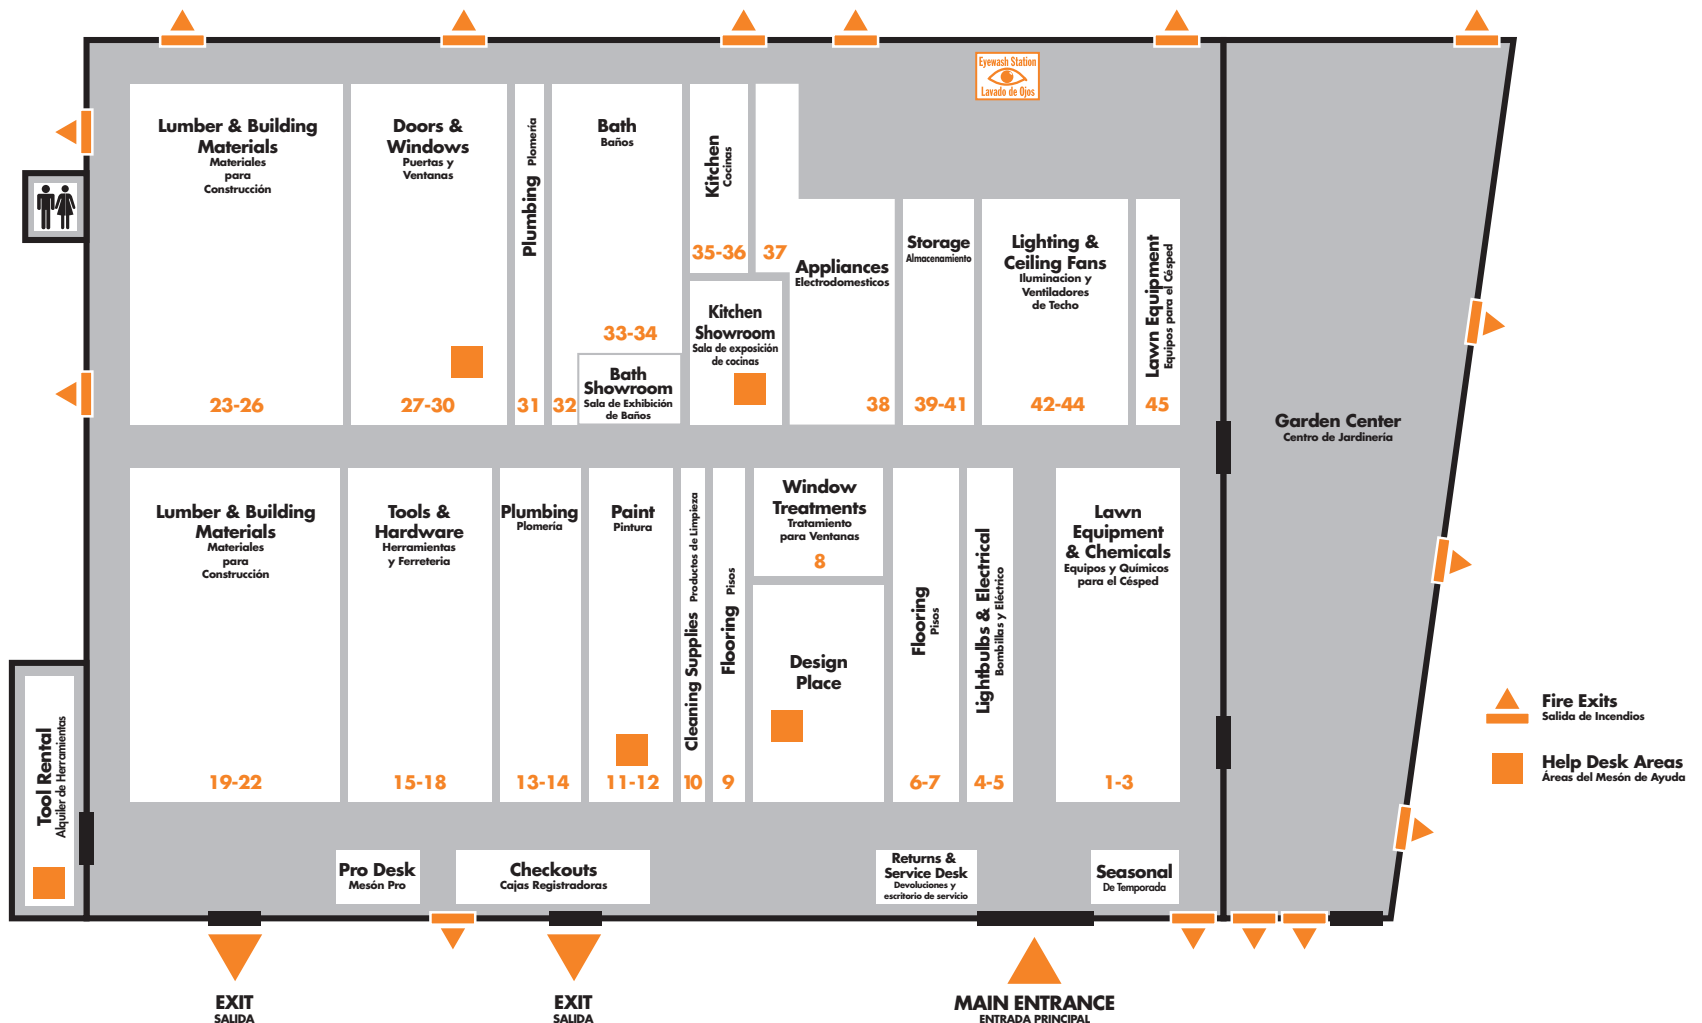 Eyewash Station
Lavado de Ojos
Lumber & Building
Materials
Materiales
para
Construcción
23-26
Doors &
Windows
Puertas y
Ventanas
27-30
Plumbing Plomería
31
Bath
Baños
33-34
32
Bath
Showroom
Sala de Exhibición
de Baños
Kitchen
Cocinas
35-36
37
Kitchen
Showroom
Sala de exposición
de cocinas
Appliances
Electrodomesticos
38
Storage
Almacenamiento
39-41
Lighting &
Ceiling Fans
Iluminacion y
Ventiladores
de Techo
42-44
Lawn Equipment
Equipos para el Césped
45
Garden Center
Centro de Jardinería
Lumber & Building
Materials
Materiales
para
Construcción
19-22
Tools &
Hardware
Herramientas
y Ferreteria
15-18
Plumbing
Plomería
13-14
Paint
Pintura
11-12
Cleaning Supplies Productos de Limpieza
10
Flooring Pisos
9
Window
Treatments
Tratamiento
para Ventanas
8
Design
Place
Flooring
Pisos
6-7
Lightbulbs & Electrical
Bombillas y Eléctrico
4-5
Lawn
Equipment
& Chemicals
Equipos y Químicos
para el Césped
1-3
Tool Rental
Alquiler de Herramientas
Pro Desk
Mesón Pro
Checkouts
Cajas Registradoras
Returns &
Service Desk
Devoluciones y
escritorio de servicio
Seasonal
De Temporada
Fire Exits
Salida de Incendios
Help Desk Areas
Áreas del Mesón de Ayuda
EXIT
SALIDA
EXIT
SALIDA
MAIN ENTRANCE
ENTRADA PRINCIPAL